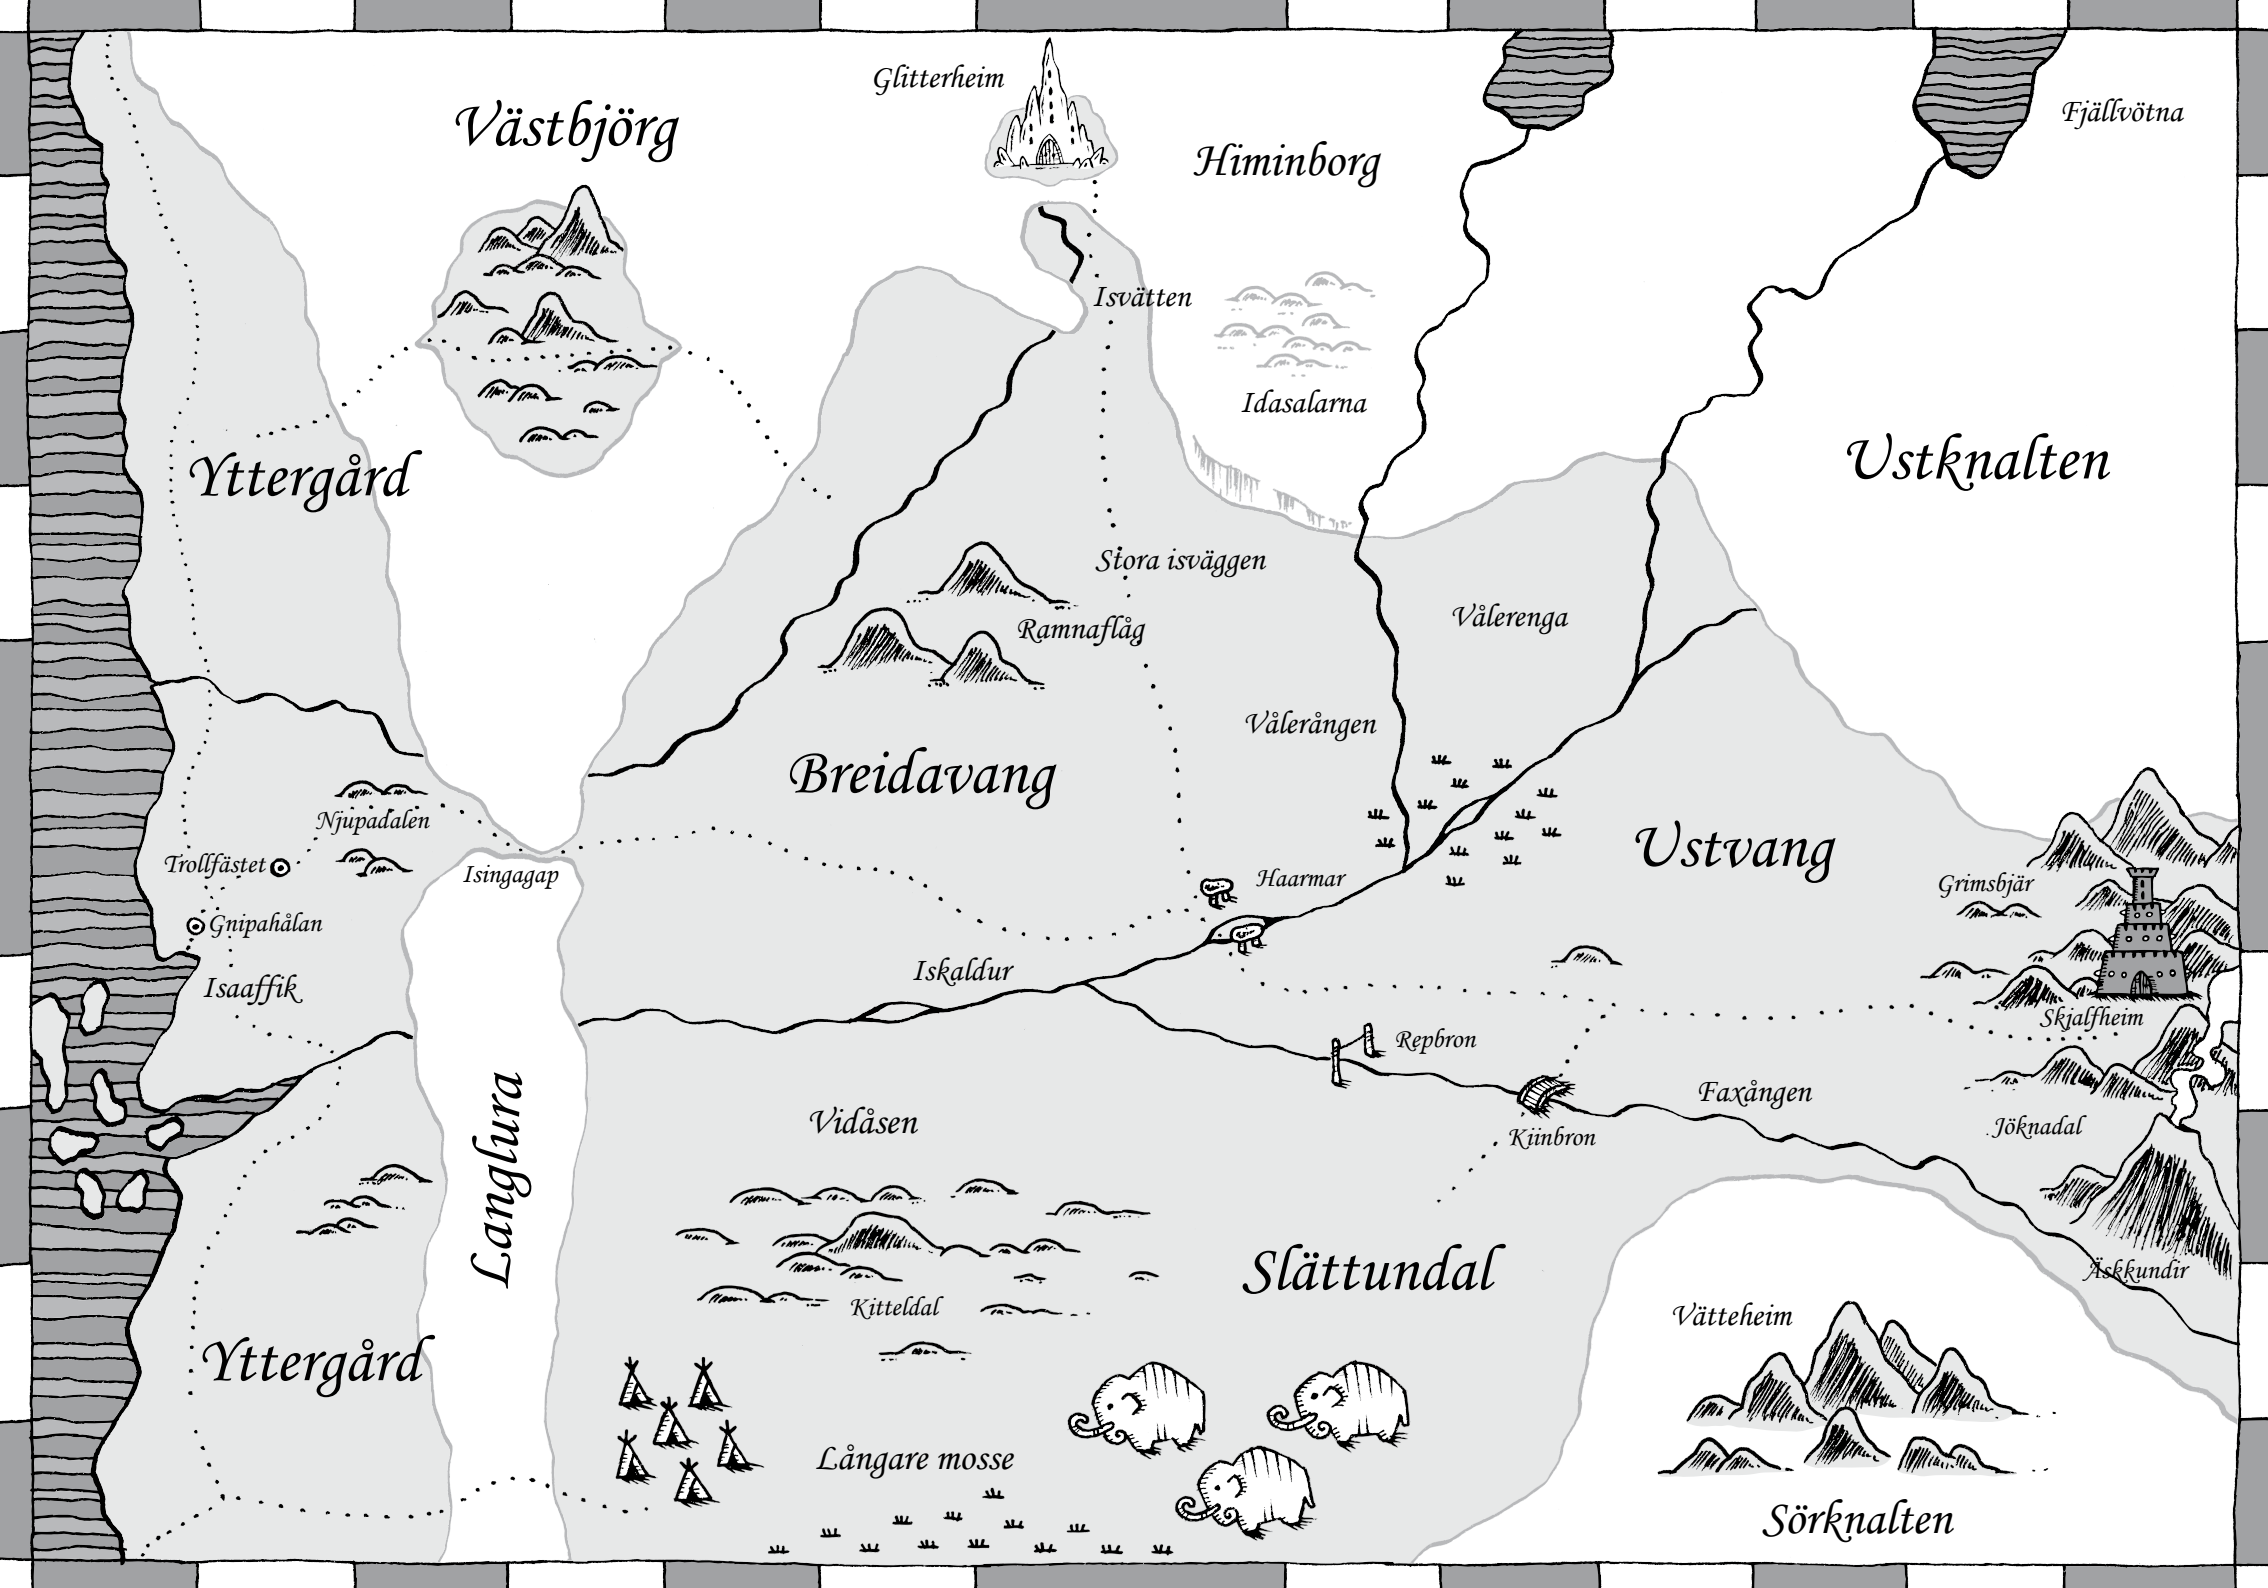 Glitterheim
Fjällvötna
Västbjörg
Himinborg
Isvätten
Idasalarna
Yttergård
Ustknalten
Stora isväggen
Vålerenga
Ramnaflåg
Vålerången
Breidavang
Njupadalen
Ustvang
Trollfästet
Isingagap
Haarmar
Grimsbjär
Gnipahålan
Iskaldur
Isaaffik
Skjalfheim
Repbron
Faxången
Vidåsen
Kiinbron
Jöknadal
Langlura
Slättundal
Äskkundir
Kitteldal
Vätteheim
Yttergård
Långare mosse
Sörknalten